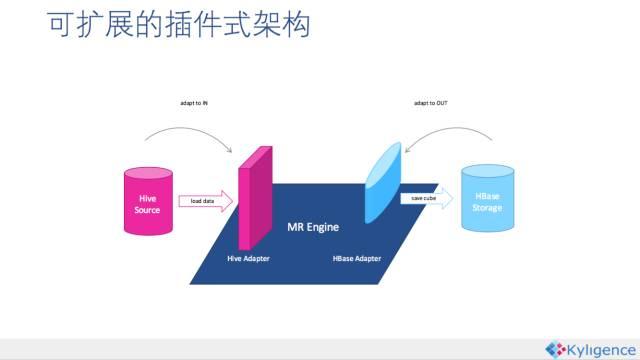 可扩展的插件式架构
adapt to IN
adapt to OUT
Hive
Source
load data
MR Engine
save cube
HBase
Storage
Hive Adapter
HBase Adapter
Kyligence